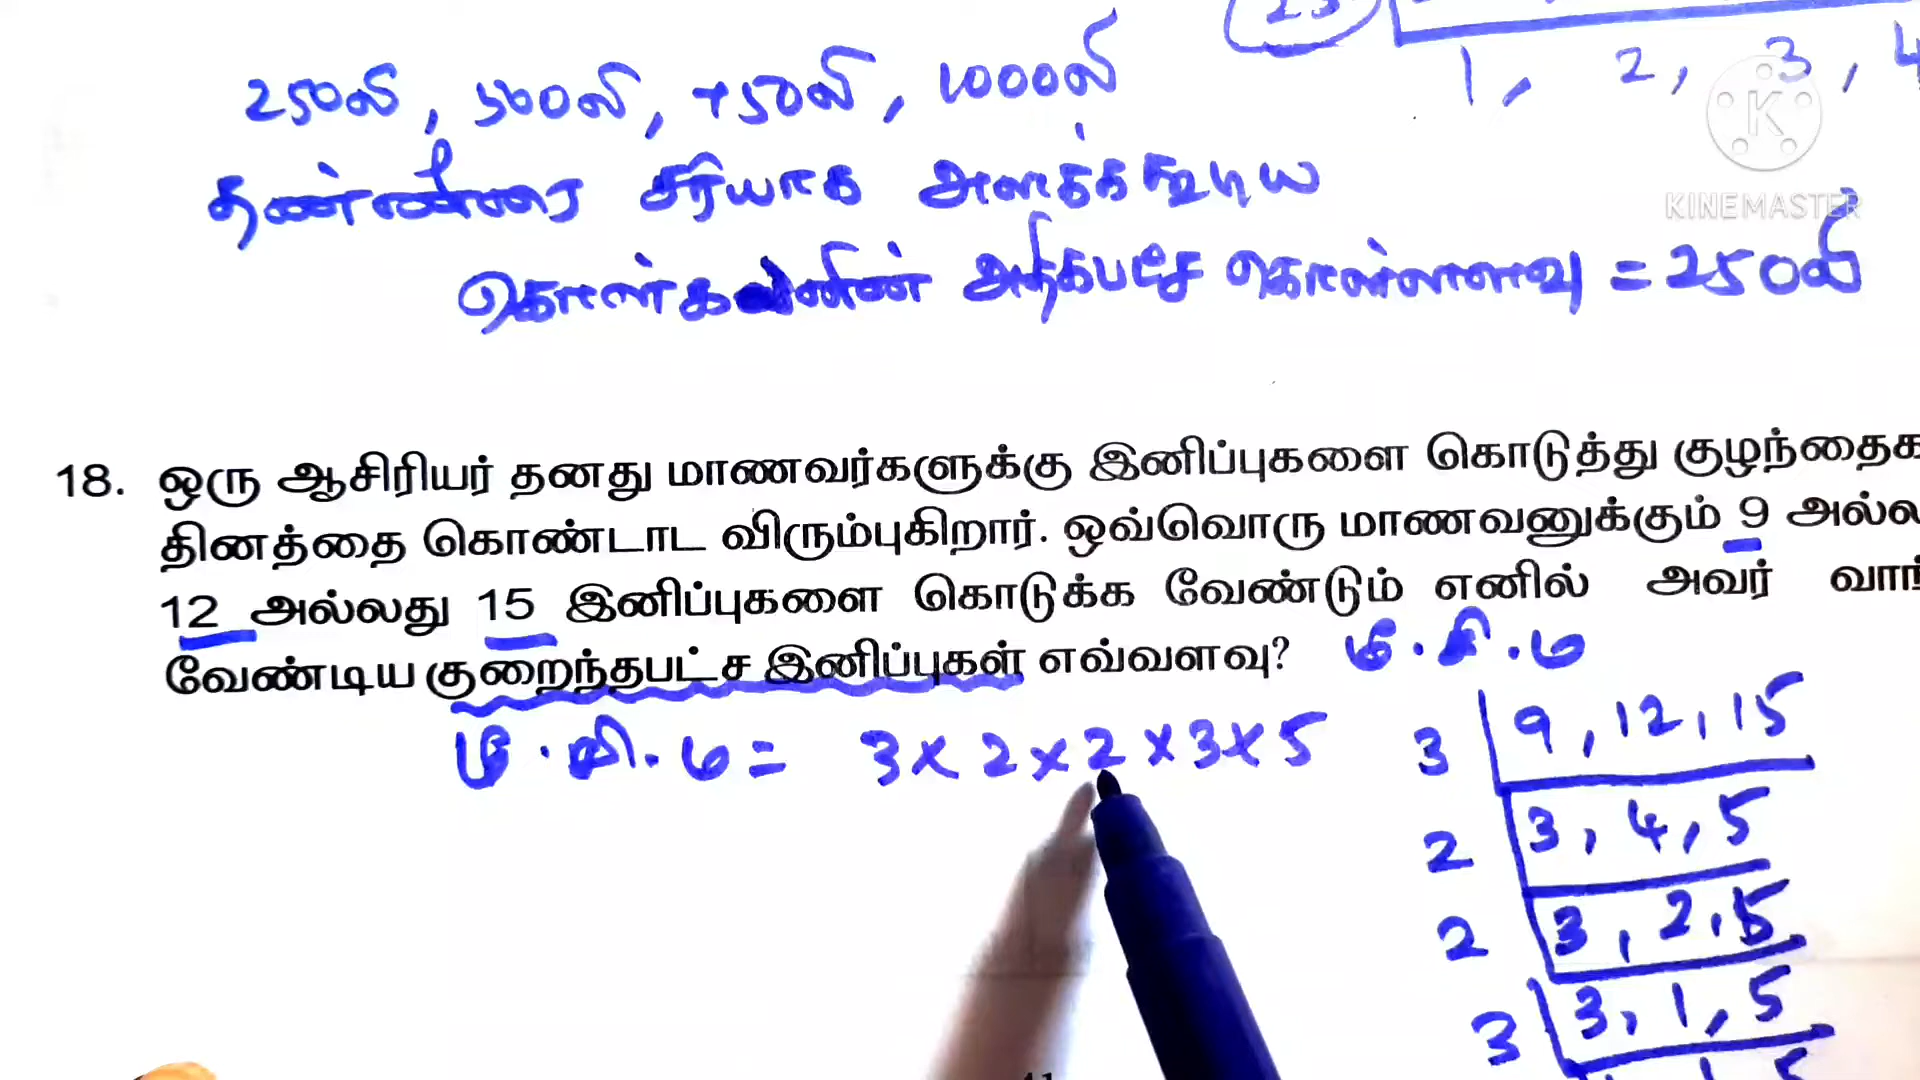 23
1, 2, 3, 4
250லி, 500லி, 750லி, 1000லி
தண்ணீரை சரியாக அளக்கக்கூடிய
கொள்கலனின் அதிகபட்ச கொள்ளளவு = 250லி
KINEMASTER
18. ஒரு ஆசிரியர் தனது மாணவர்களுக்கு இனிப்புகளை கொடுத்து குழந்தைக
தினத்தை கொண்டாட விரும்புகிறார். ஒவ்வொரு மாணவனுக்கும் 9 அல்ல
12 அல்லது 15 இனிப்புகளை கொடுக்க வேண்டும் எனில் அவர் வாங்
வேண்டிய குறைந்தபட்ச இனிப்புகள் எவ்வளவு? மீ.சி.ம
மீ.சி.ம = 3 × 2 × 2 × 3 × 5
3 9, 12, 15
2 3, 4, 5
2 3, 2, 5
3 3, 1, 5